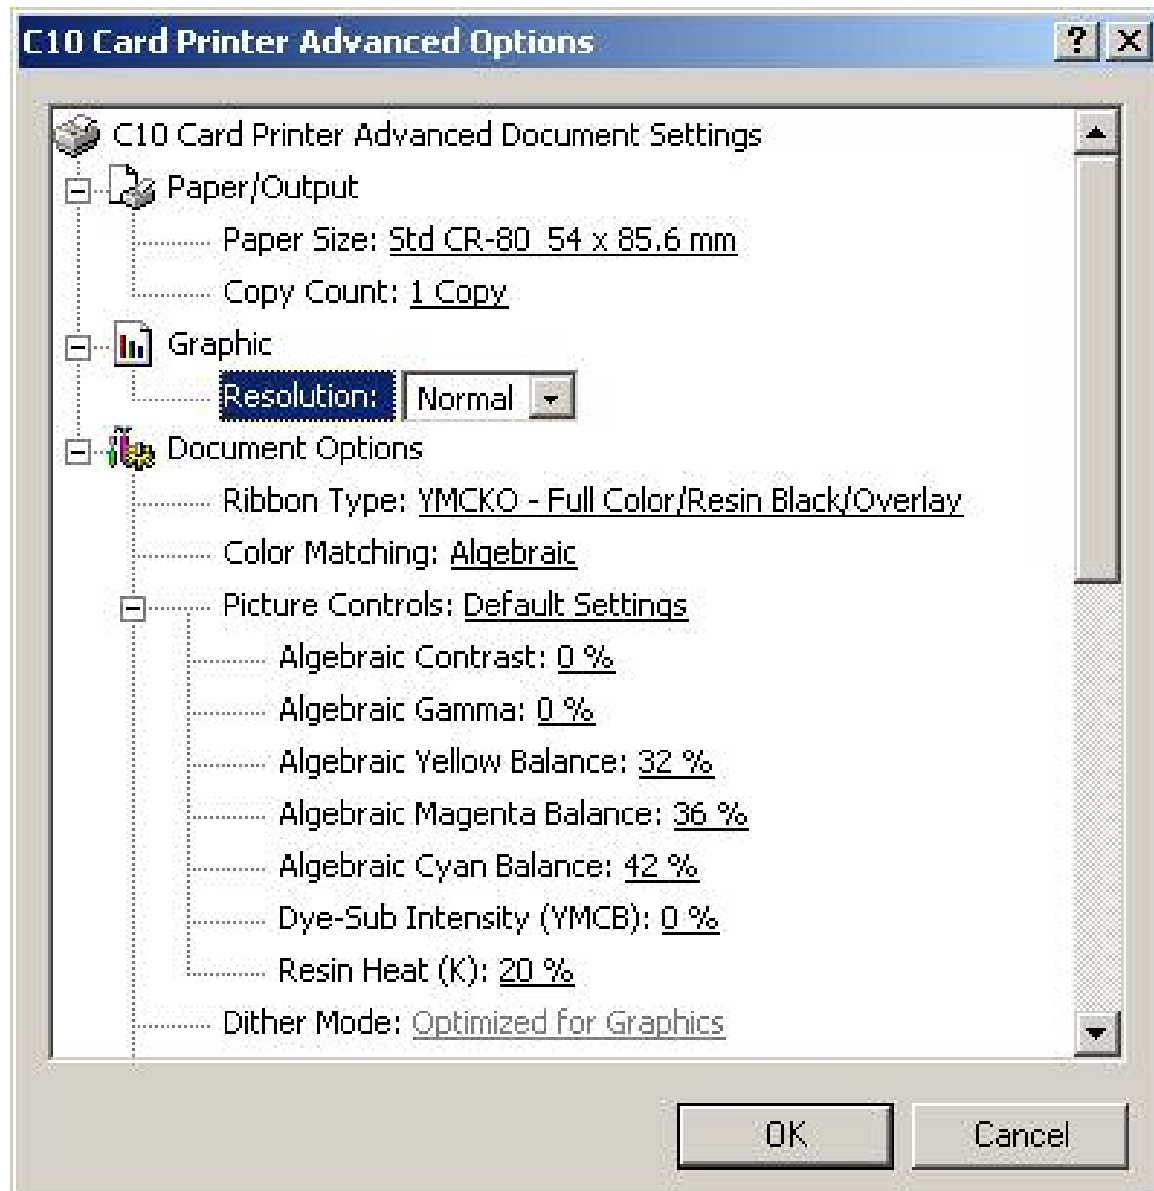 C10 Card Printer Advanced Options
C10 Card Printer Advanced Document Settings
Paper/Output
Paper Size: Std CR-80 54 x 85.6 mm
Copy Count: 1 Copy
Graphic
Resolution: Normal
Document Options
Ribbon Type: YMCKO - Full Color/Resin Black/Overlay
Color Matching: Algebraic
Picture Controls: Default Settings
Algebraic Contrast: 0 %
Algebraic Gamma: 0 %
Algebraic Yellow Balance: 32 %
Algebraic Magenta Balance: 36 %
Algebraic Cyan Balance: 42 %
Dye-Sub Intensity (YMCB): 0 %
Resin Heat (K): 20 %
Dither Mode: Optimized for Graphics
OK Cancel